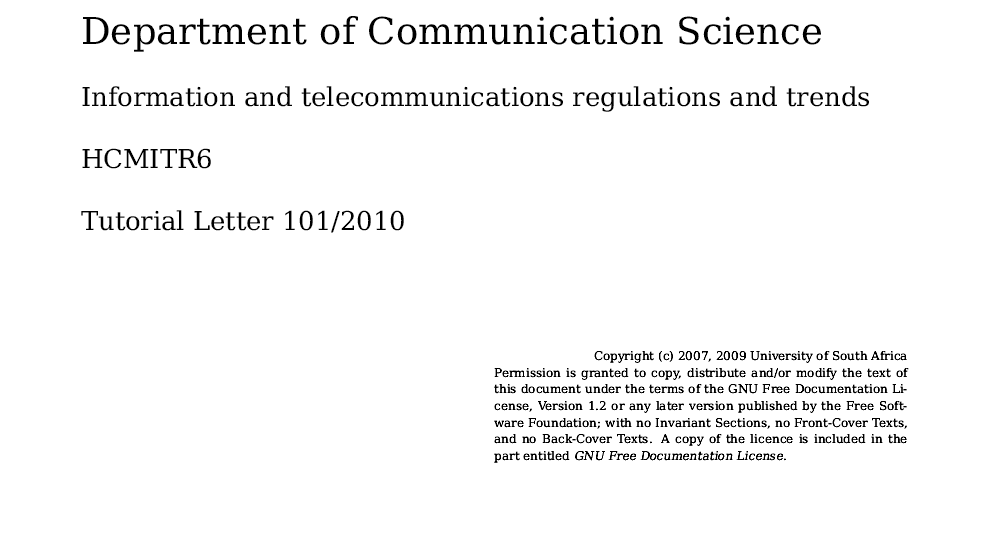 Department of Communication Science
Information and telecommunications regulations and trends
HCMITR6
Tutorial Letter 101/2010
Copyright (c) 2007, 2009 University of South Africa
Permission is granted to copy, distribute and/or modify the text of
this document under the terms of the GNU Free Documentation Li-
cense, Version 1.2 or any later version published by the Free Soft-
ware Foundation; with no Invariant Sections, no Front-Cover Texts,
and no Back-Cover Texts. A copy of the licence is included in the
part entitled GNU Free Documentation License.